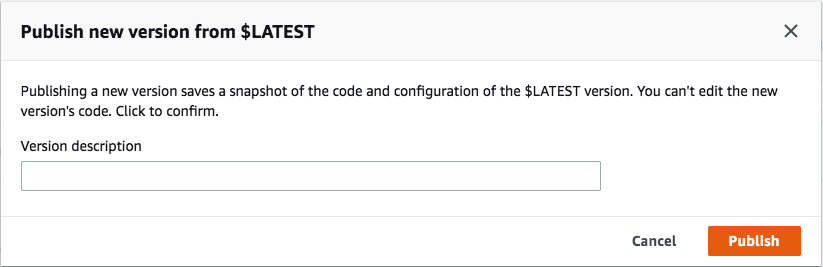 Publish new version from $LATEST
Publishing a new version saves a snapshot of the code and configuration of the $LATEST version. You can't edit the new
version's code. Click to confirm.
Version description
Cancel
Publish